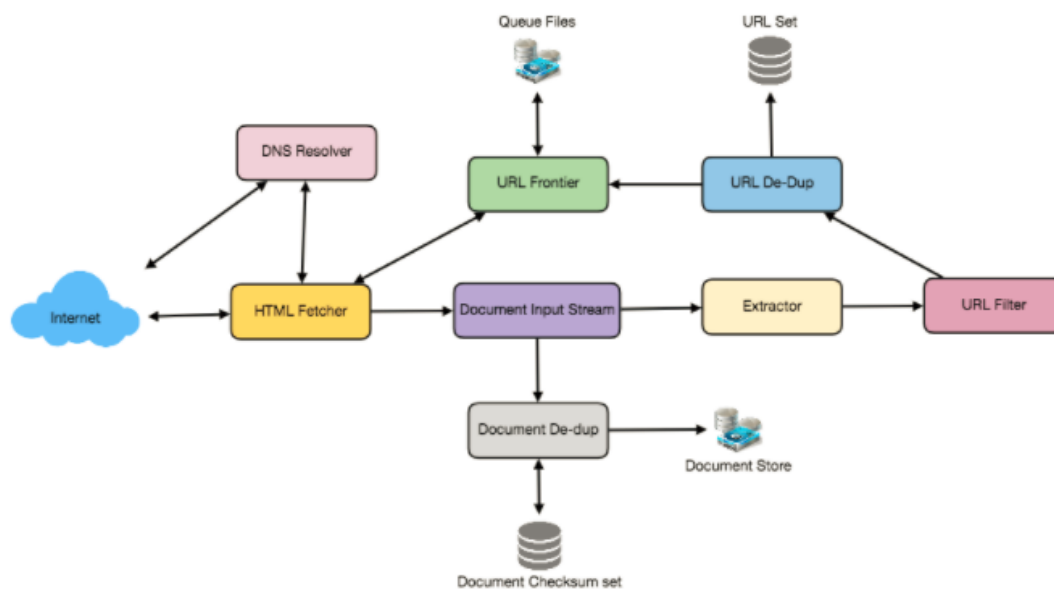 Queue Files
URL Set
DNS Resolver
URL Frontier
URL De-Dup
Internet
HTML Fetcher
Document Input Stream
Extractor
URL Filter
Document De-dup
Document Store
Document Checksum set